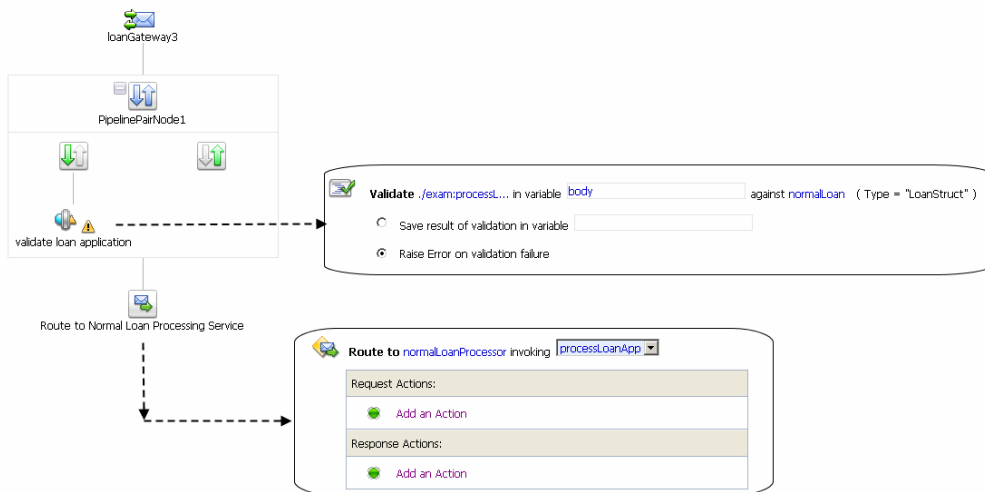 loanGateway3
PipelinePairNode1
validate loan application
Route to Normal Loan Processing Service
Validate ./exam:processL... in variable body against normalLoan ( Type = "LoanStruct" )
Save result of validation in variable
Raise Error on validation failure
Route to normalLoanProcessor invoking processLoanApp
Request Actions:
Add an Action
Response Actions:
Add an Action